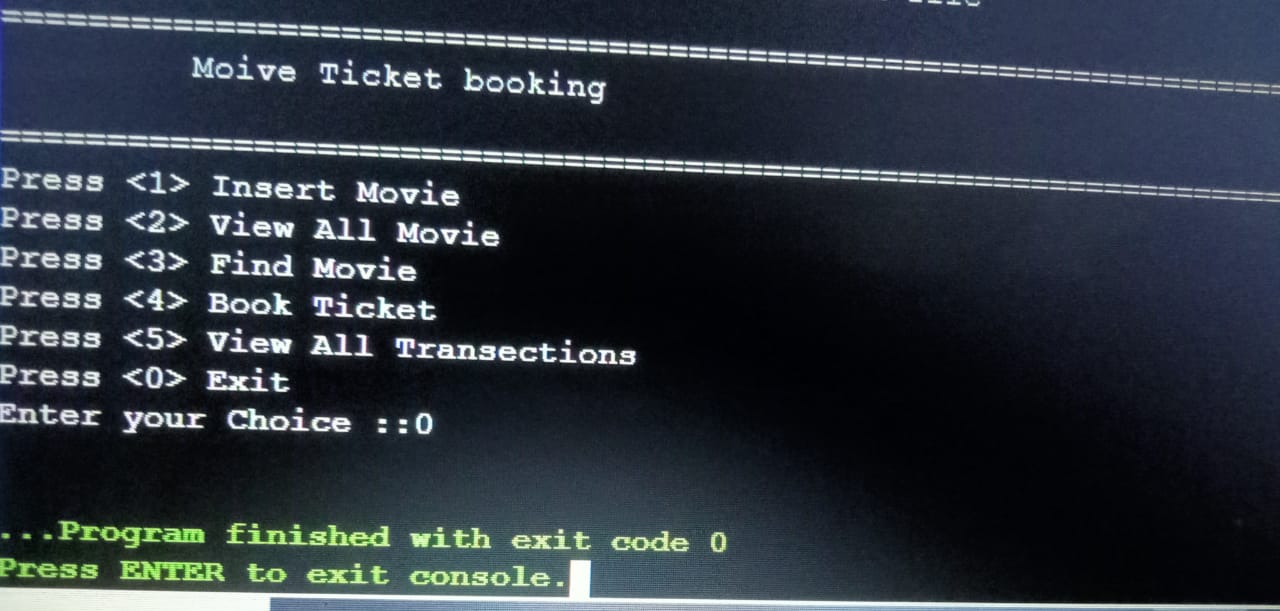 ==================================================
Moive Ticket booking
==================================================
Press <1> Insert Movie
Press <2> View All Movie
Press <3> Find Movie
Press <4> Book Ticket
Press <5> View All Transections
Press <0> Exit
Enter your Choice ::0
...Program finished with exit code 0
Press ENTER to exit console.